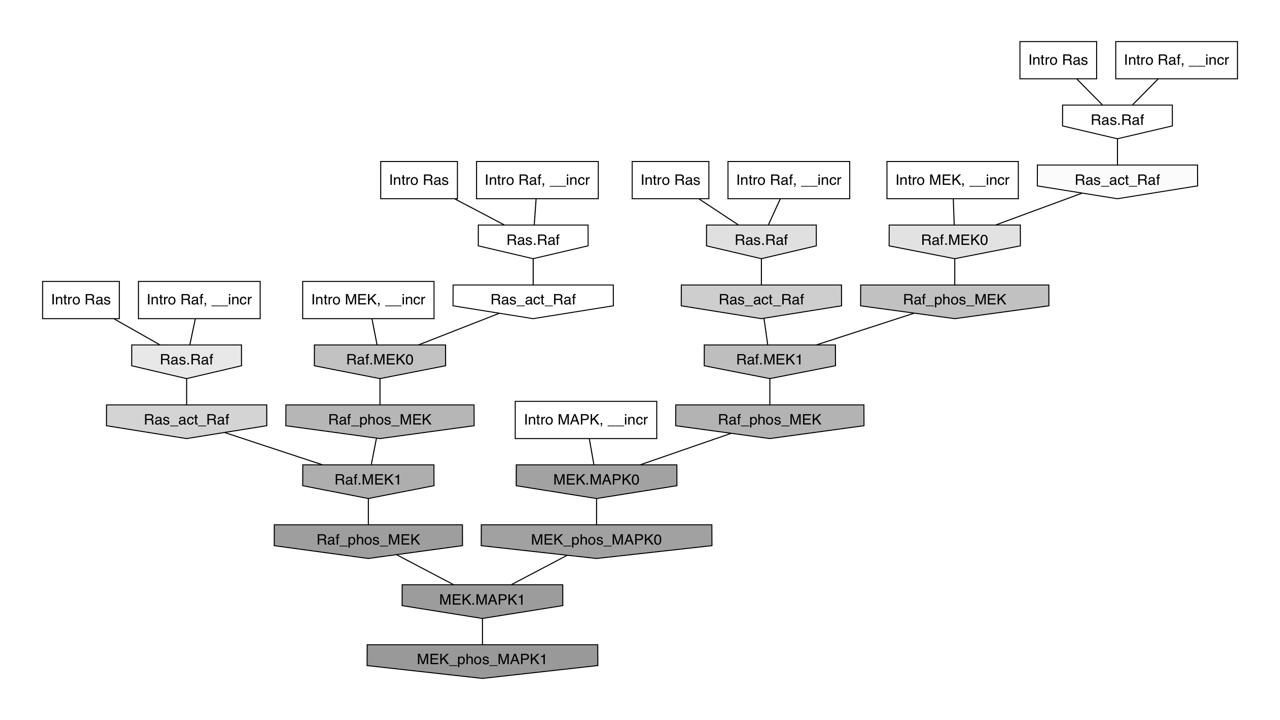 Intro Ras
Intro Raf, __incr
Ras.Raf
Intro Ras
Intro Raf, __incr
Intro Ras
Intro Raf, __incr
Intro MEK, __incr
Ras_act_Raf
Ras.Raf
Ras.Raf
Raf.MEK0
Intro Ras
Intro Raf, __incr
Intro MEK, __incr
Ras_act_Raf
Ras_act_Raf
Raf_phos_MEK
Ras.Raf
Raf.MEK0
Raf.MEK1
Ras_act_Raf
Raf_phos_MEK
Intro MAPK, __incr
Raf_phos_MEK
Raf.MEK1
MEK.MAPK0
Raf_phos_MEK
MEK_phos_MAPK0
MEK.MAPK1
MEK_phos_MAPK1